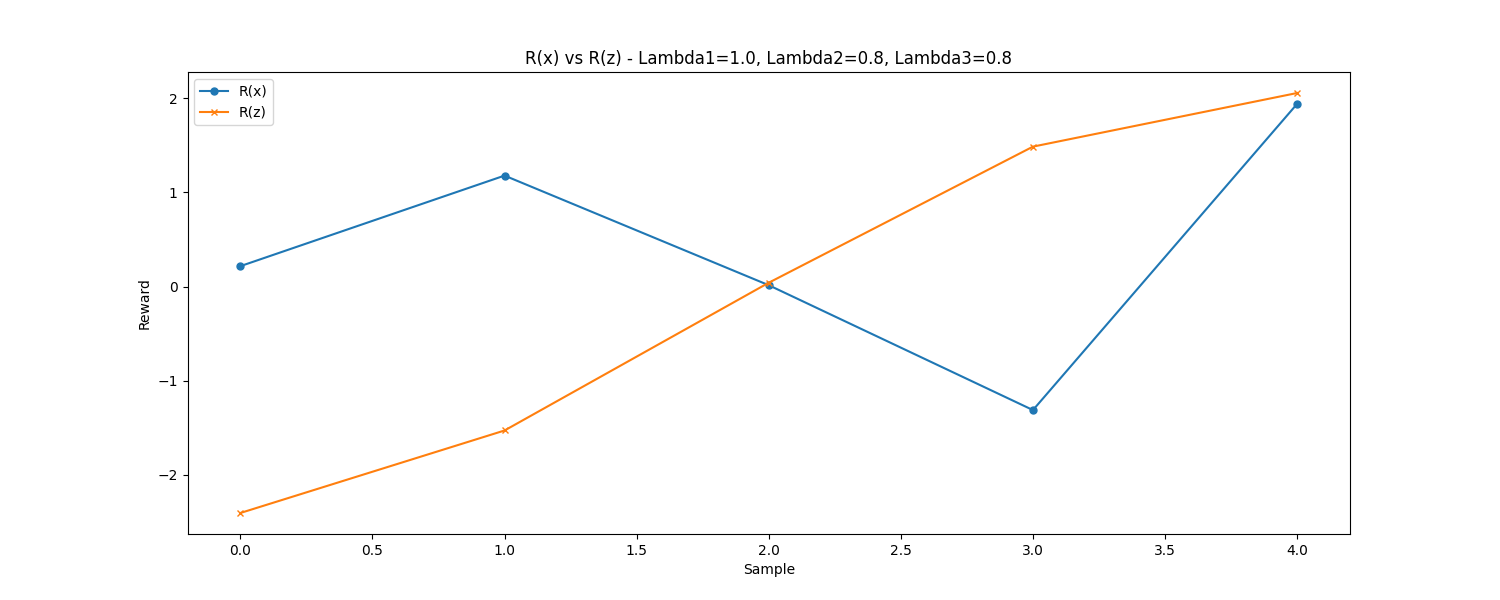 R(x) vs R(z) - Lambda1=1.0, Lambda2=0.8, Lambda3=0.8
R(x)
R(z)
Reward
2
1
0
−1
−2
0.0 0.5 1.0 1.5 2.0 2.5 3.0 3.5 4.0
Sample